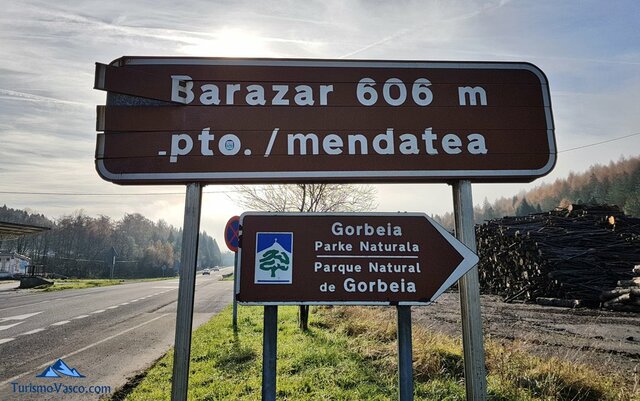 Barazar 606 m
pto. / mendatea
Gorbeia
Parke Naturala
Parque Natural
de Gorbeia
TurismoVasco.com